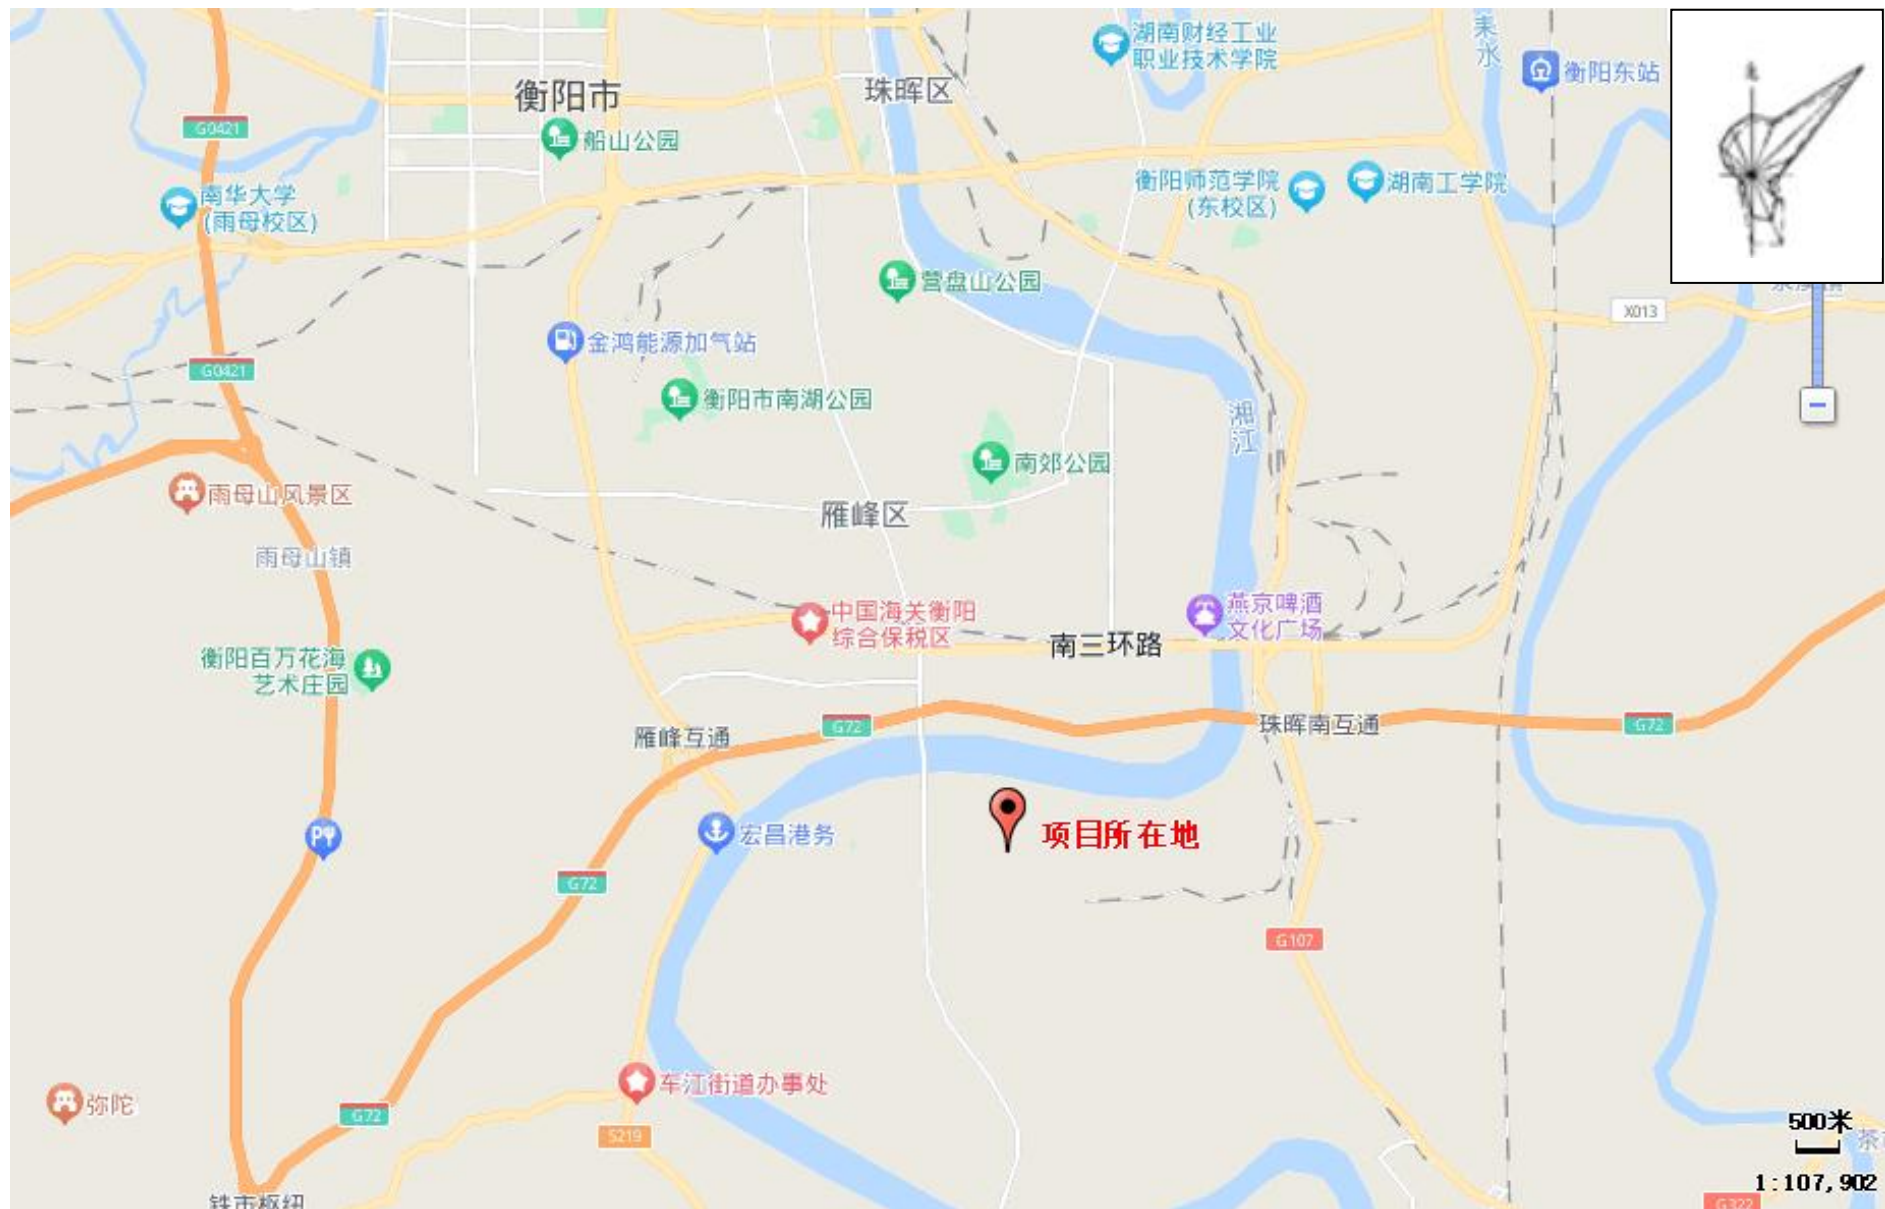 湖南财经工业
职业技术学院
耒水
衡阳东站
北
衡阳市
珠晖区
G0421
船山公园
南华大学
(雨母校区)
衡阳师范学院
(东校区)
湖南工学院
营盘山公园
X013
金鸿能源加气站
G0421
衡阳市南湖公园
湘江
南郊公园
雨母山风景区
雁峰区
雨母山镇
中国海关衡阳
综合保税区
燕京啤酒
文化广场
南三环路
衡阳百万花海
艺术庄园
雁峰互通
G72
珠晖南互通
G72
宏昌港务
项目所在地
G72
G107
车江街道办事处
弥陀
G72
S219
500米
茶
1:107,902
铁市枢纽
G322